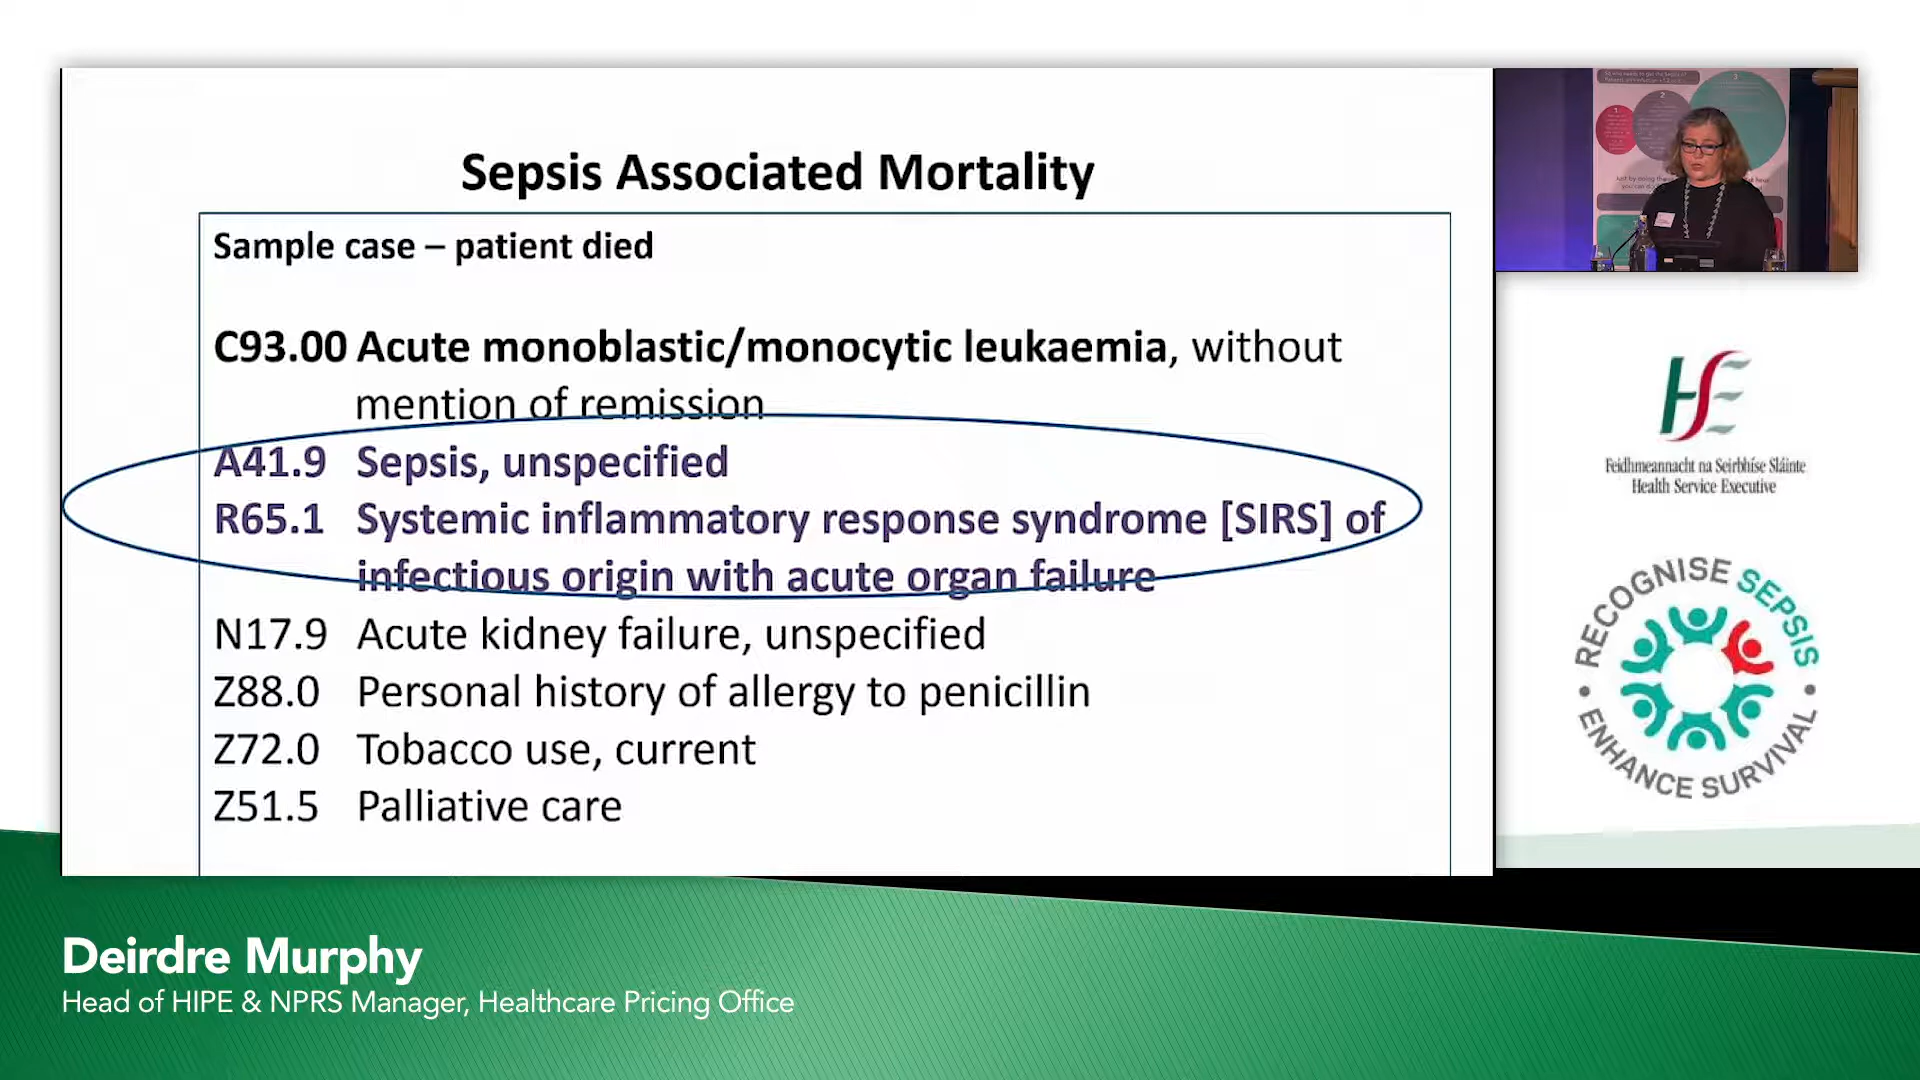 Sepsis Associated Mortality
Sample case – patient died
C93.00 Acute monoblastic/monocytic leukaemia, without
mention of remission
A41.9 Sepsis, unspecified
R65.1 Systemic inflammatory response syndrome [SIRS] of
infectious origin with acute organ failure
N17.9 Acute kidney failure, unspecified
Z88.0 Personal history of allergy to penicillin
Z72.0 Tobacco use, current
Z51.5 Palliative care
1
2
3
Feidhmeannacht na Seirbhíse Sláinte
Health Service Executive
RECOGNISE SEPSIS
• ENHANCE SURVIVAL •
Deirdre Murphy
Head of HIPE & NPRS Manager, Healthcare Pricing Office